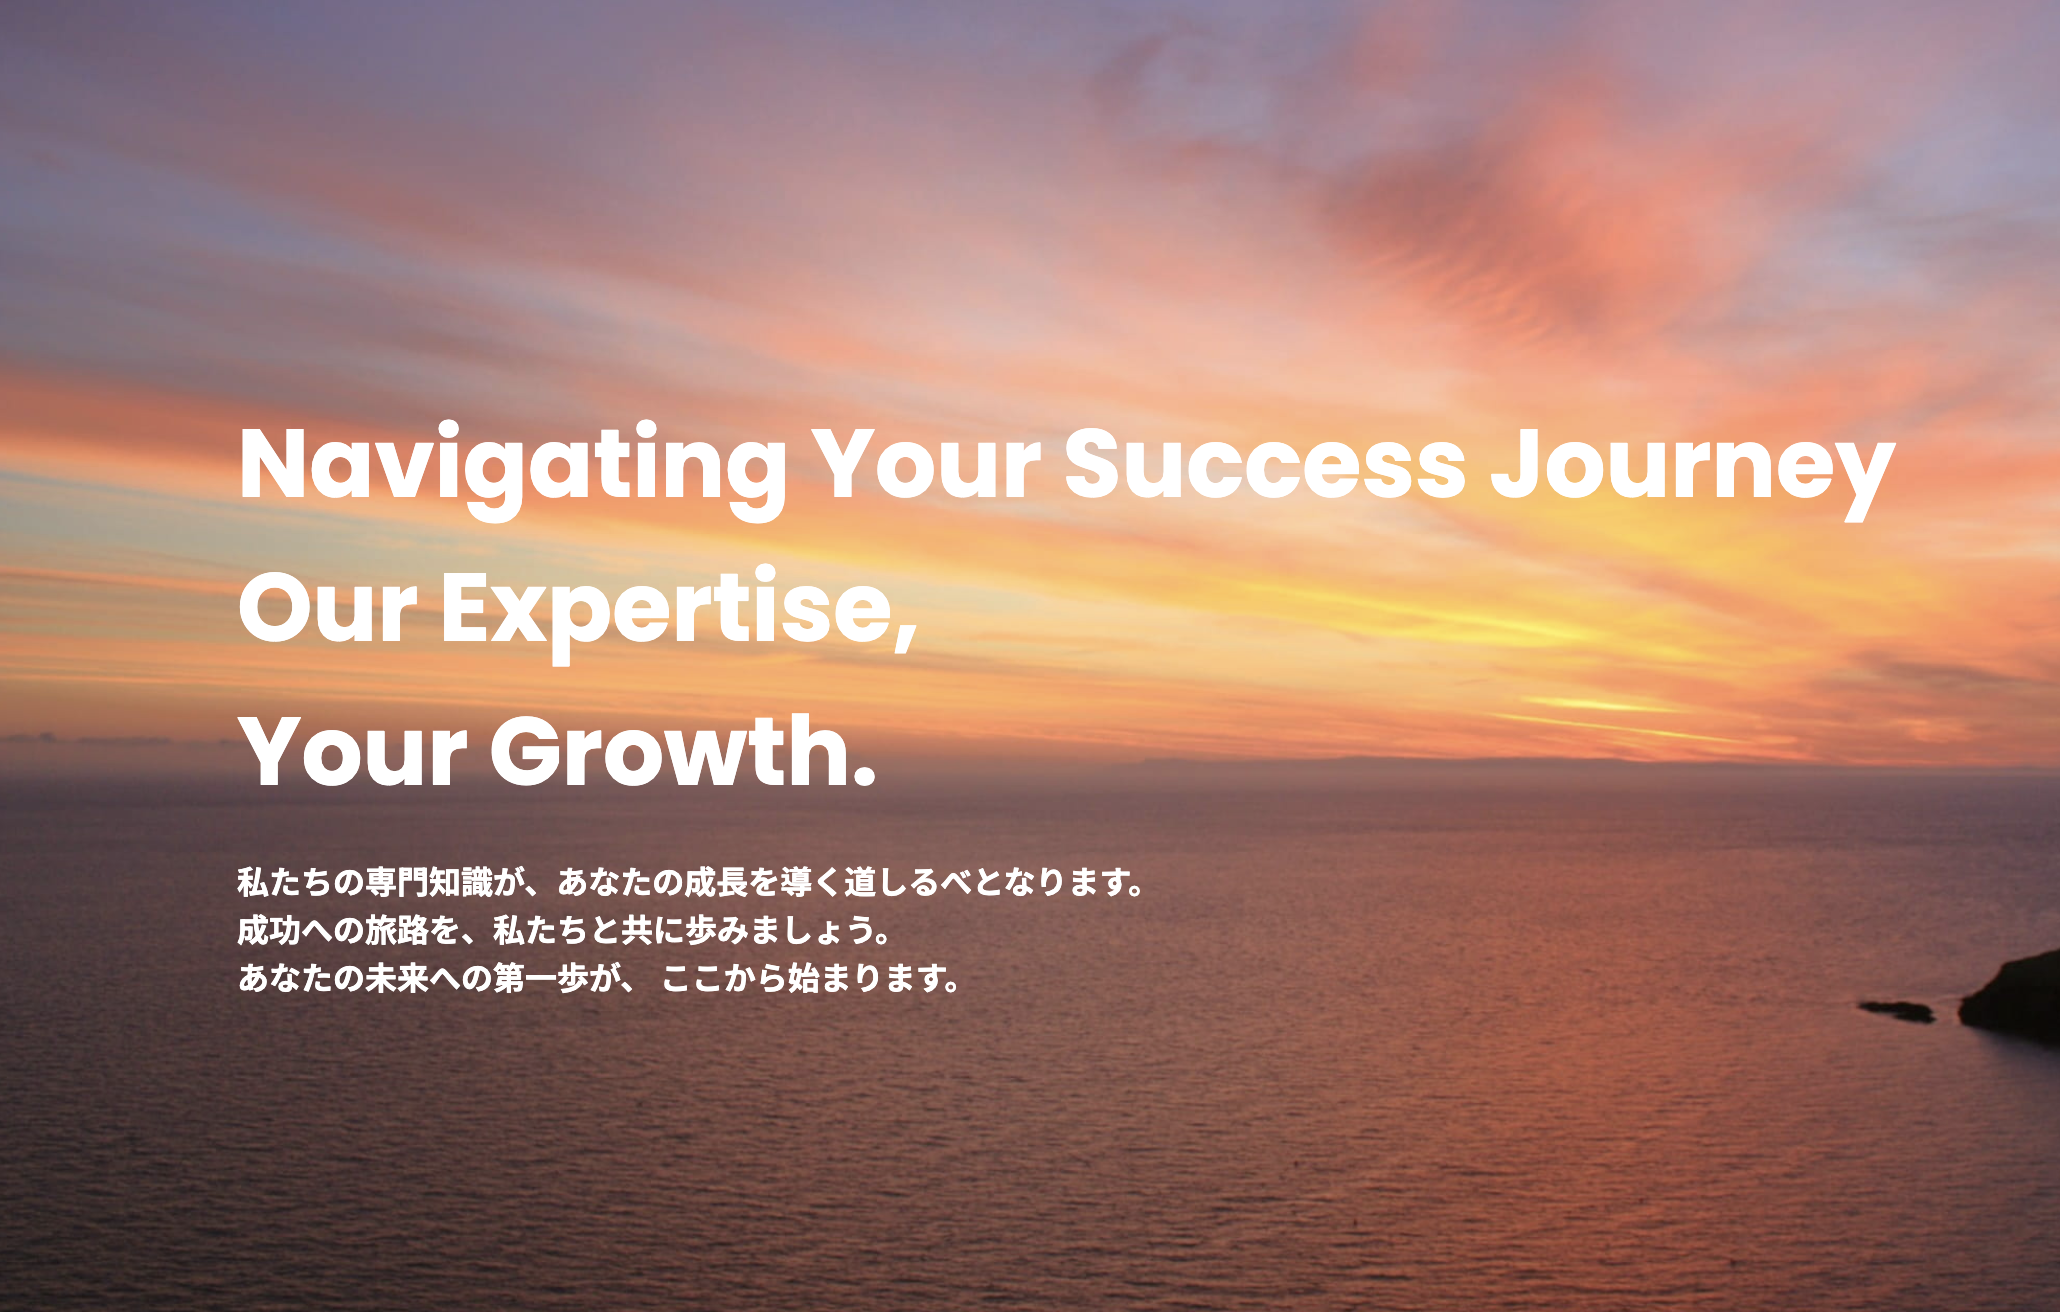 Navigating Your Success Journey
Our Expertise,
Your Growth.
私たちの専門知識が、あなたの成長を導く道しるべとなります。
成功への旅路を、私たちと共に歩みましょう。
あなたの未来への第一歩が、 ここから始まります。